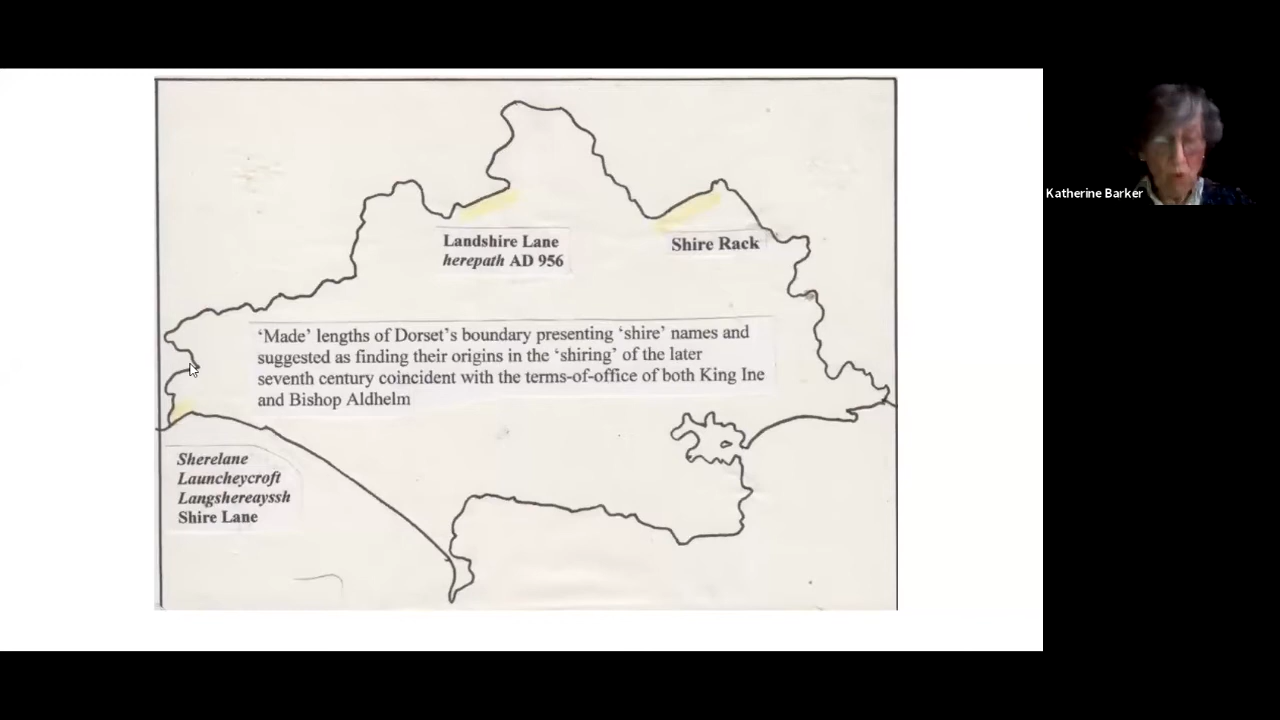 Katherine Barker
Landshire Lane
herepath AD 956
Shire Rack
‘Made’ lengths of Dorset’s boundary presenting ‘shire’ names and
suggested as finding their origins in the ‘shiring’ of the later
seventh century coincident with the terms-of-office of both King Ine
and Bishop Aldhelm
Sherelane
Launcheycroft
Langshereayssh
Shire Lane